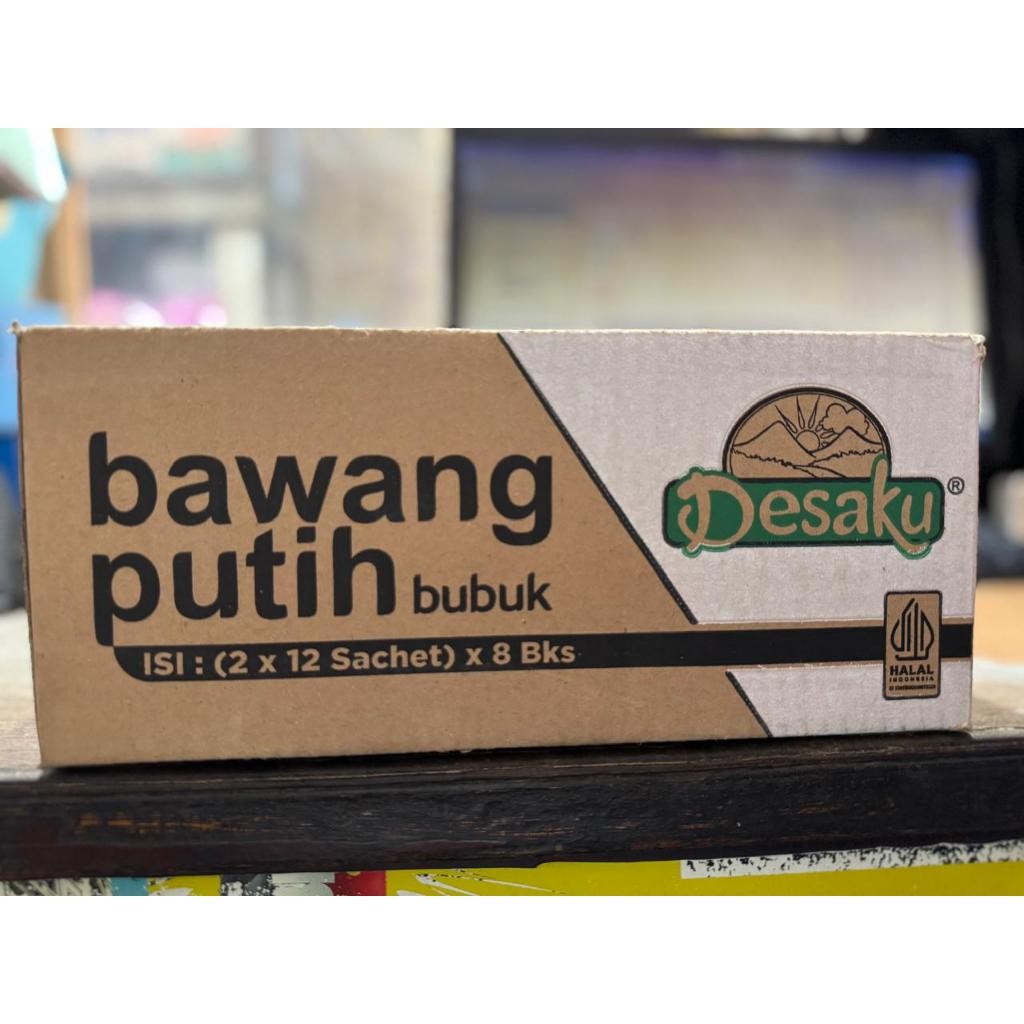 bawang
putih bubuk
ISI : (2 x 12 Sachet) x 8 Bks
Desaku®
HALAL
INDONESIA